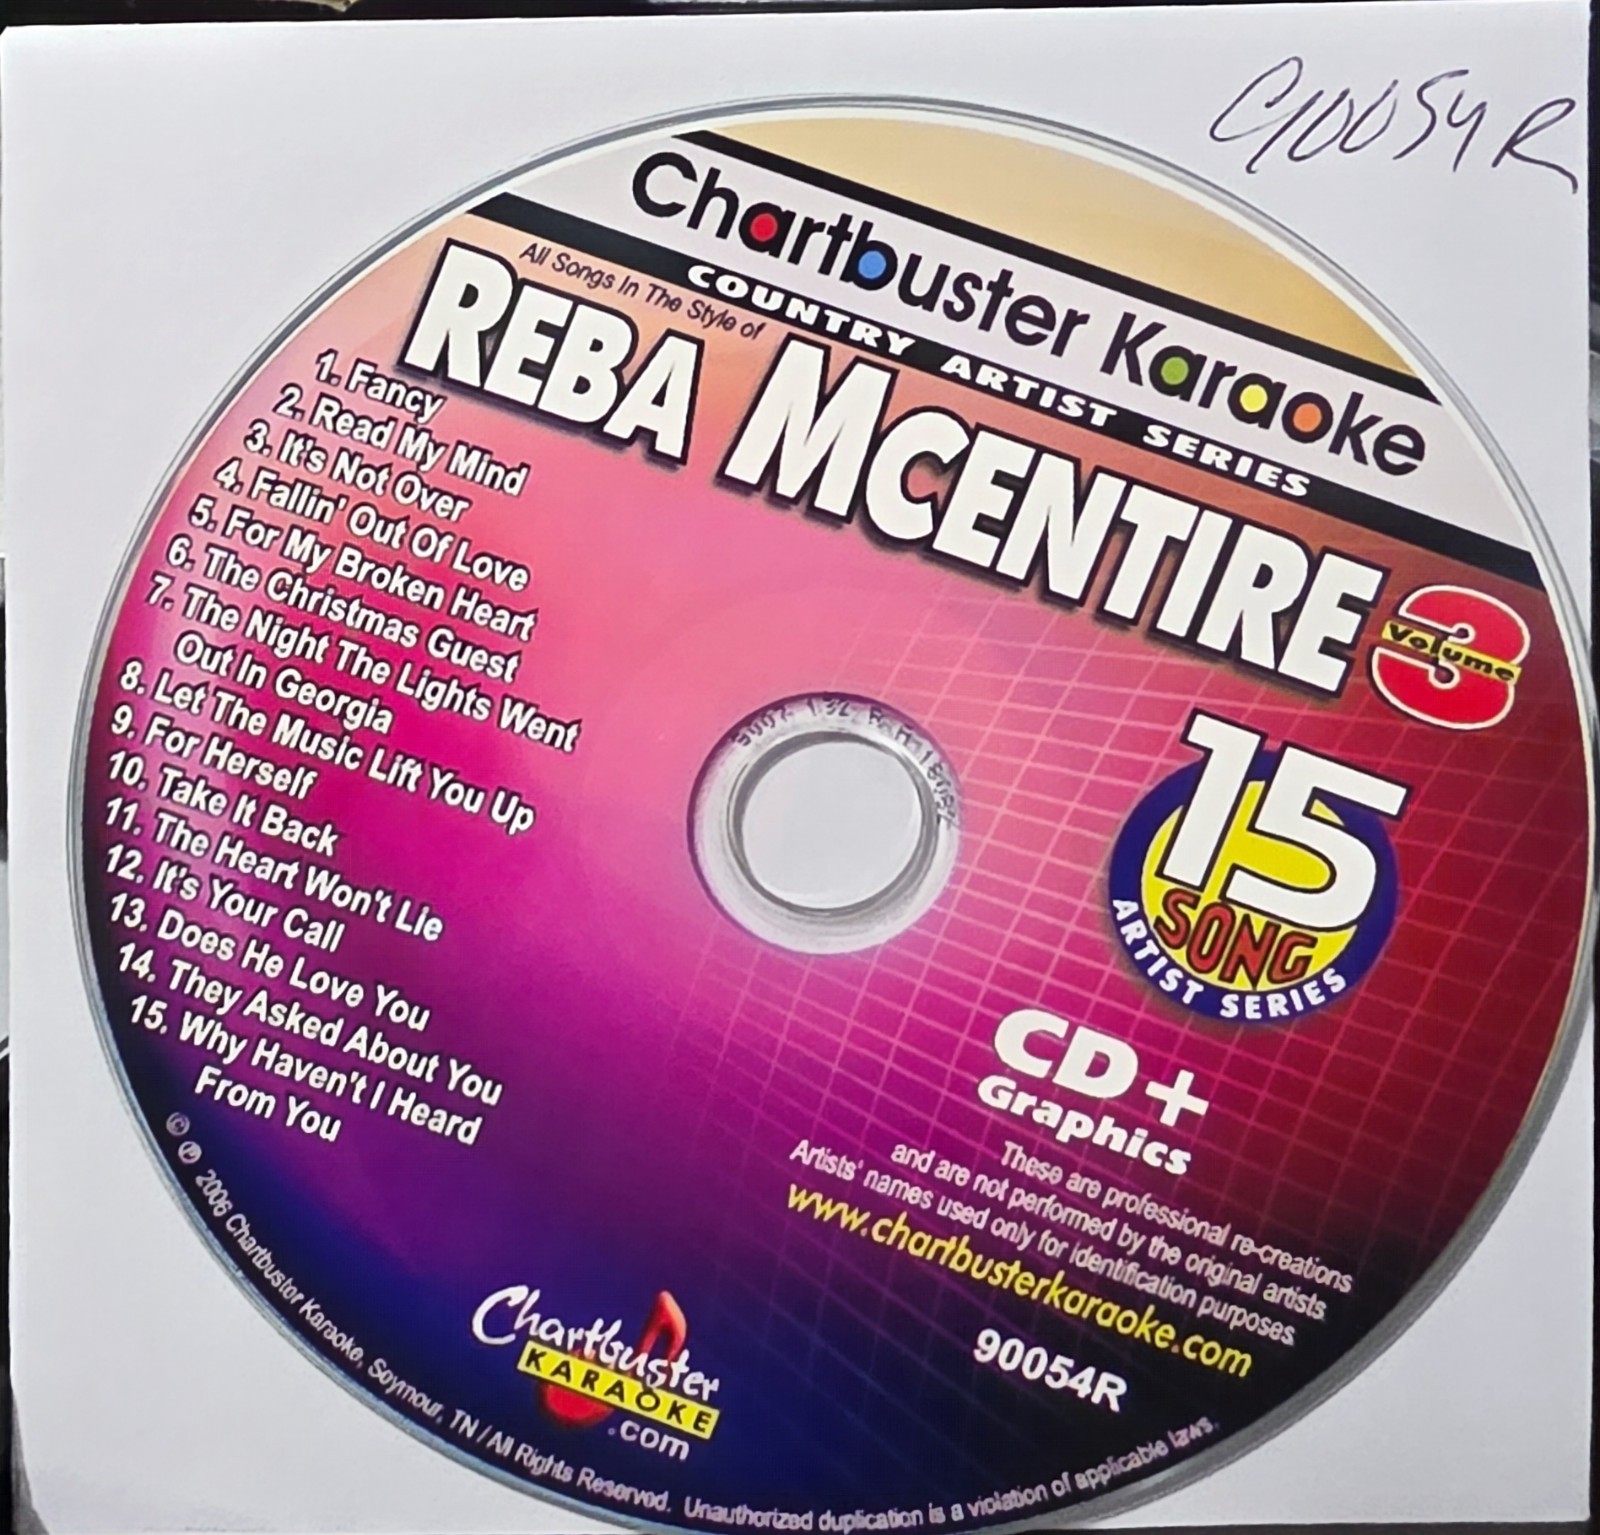 90054R
Chartbuster Karaoke
COUNTRY ARTIST SERIES
All Songs In The Style of
REBA MCENTIRE
Volume 3
1. Fancy
2. Read My Mind
3. It's Not Over
4. Fallin' Out Of Love
5. For My Broken Heart
6. The Christmas Guest
7. The Night The Lights Went
Out In Georgia
8. Let The Music Lift You Up
9. For Herself
10. Take It Back
11. The Heart Won't Lie
12. It's Your Call
13. Does He Love You
14. They Asked About You
15. Why Haven't I Heard
From You
15
SONG
ARTIST SERIES
CD+
Graphics
These are professional re-creations
and are not performed by the original artists
Artists' names used only for identification purposes
www.chartbusterkaraoke.com
90054R
Chartbuster
KARAOKE
.com
© ℗ 2006 Chartbuster Karaoke, Seymour, TN / All Rights Reserved. Unauthorized duplication is a violation of applicable laws.